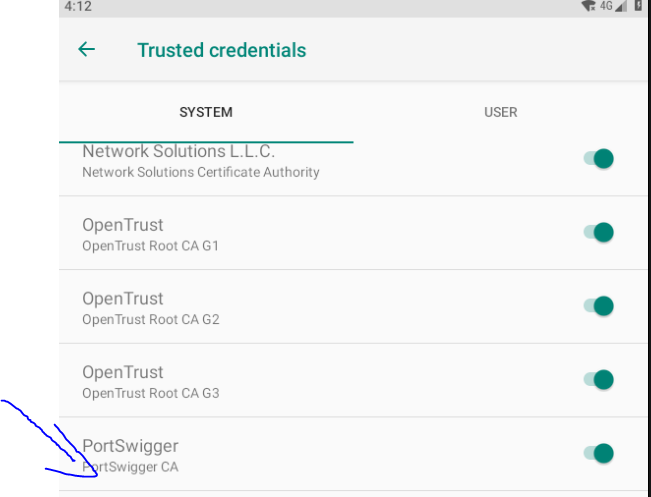 4:12
4G
Trusted credentials
SYSTEM
USER
Network Solutions L.L.C.
Network Solutions Certificate Authority
OpenTrust
OpenTrust Root CA G1
OpenTrust
OpenTrust Root CA G2
OpenTrust
OpenTrust Root CA G3
PortSwigger
PortSwigger CA